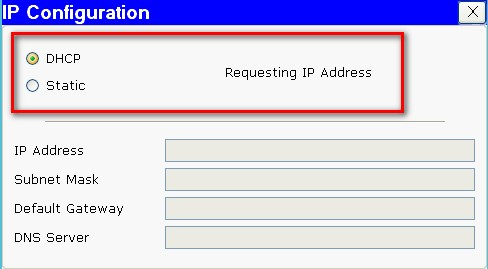 IP Configuration
DHCP
Requesting IP Address
Static
IP Address
Subnet Mask
Default Gateway
DNS Server